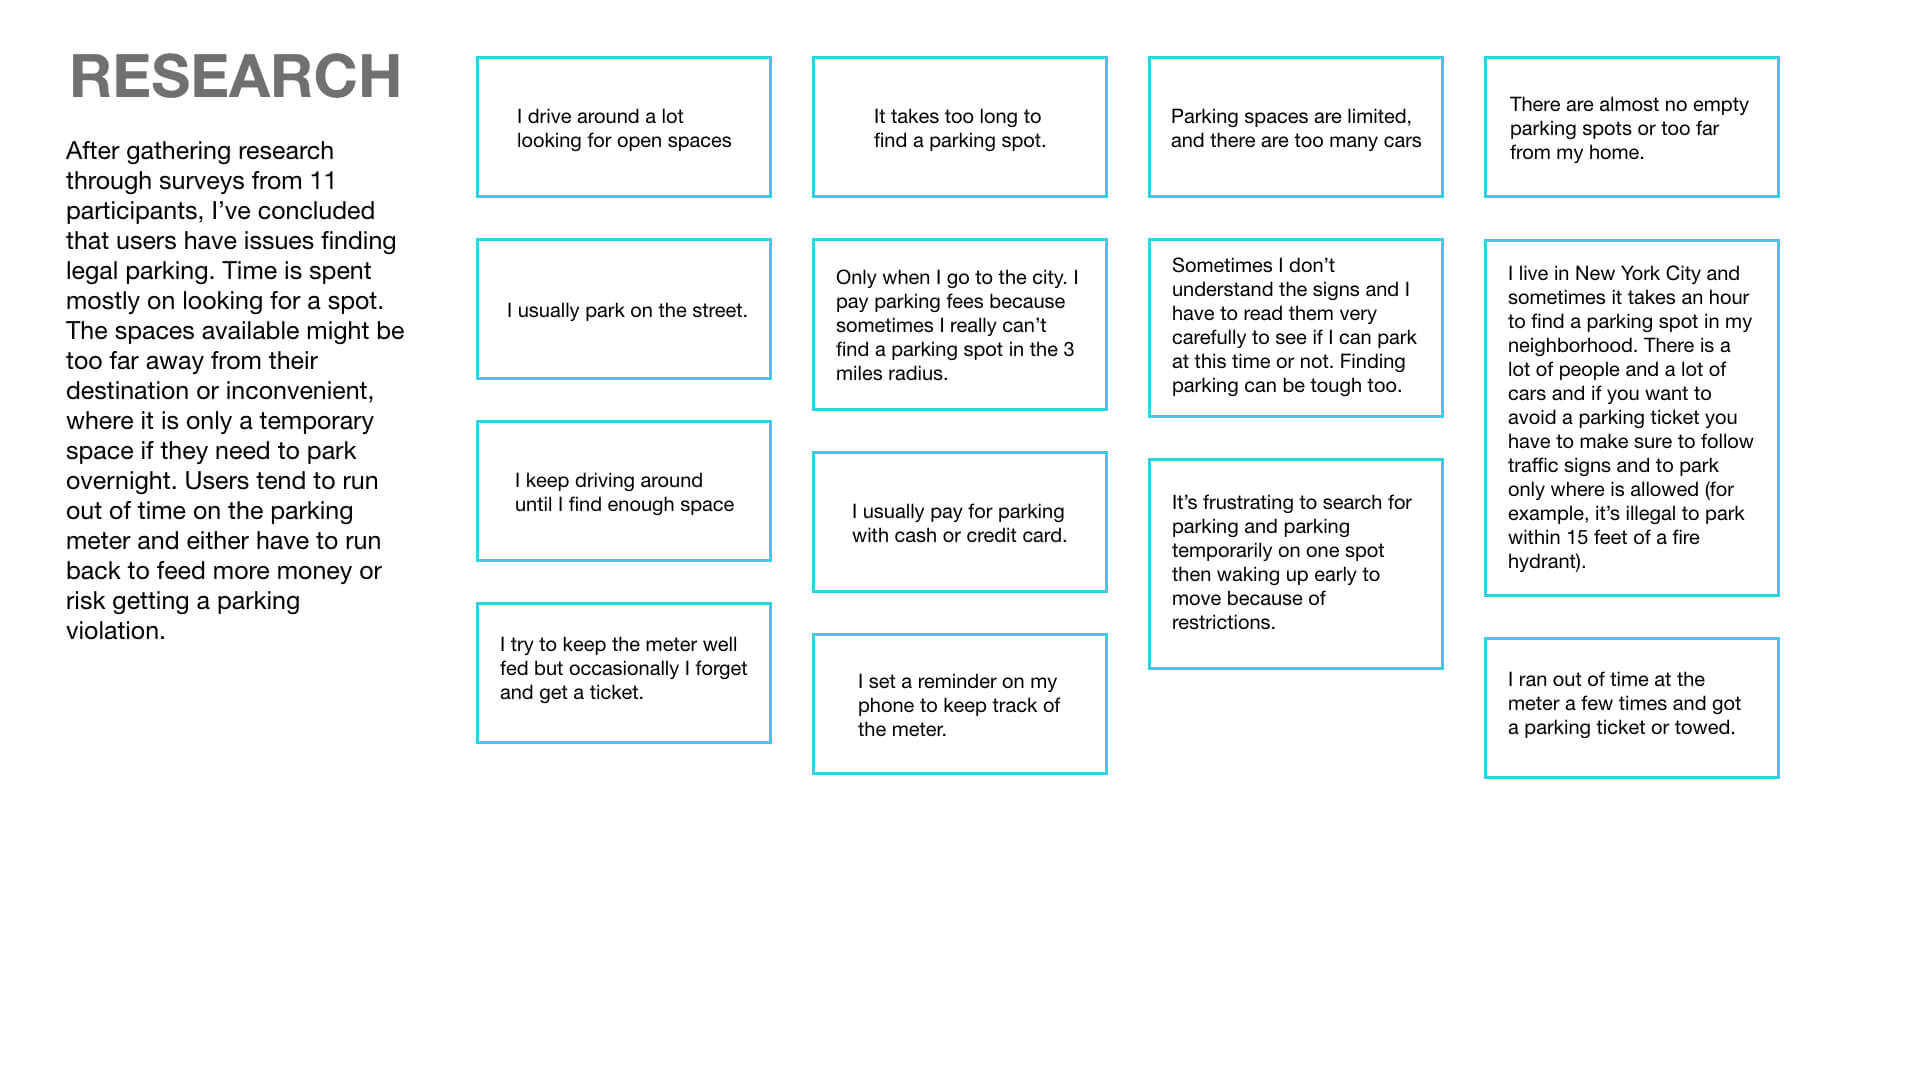 RESEARCH
After gathering research
through surveys from 11
participants, I’ve concluded
that users have issues finding
legal parking. Time is spent
mostly on looking for a spot.
The spaces available might be
too far away from their
destination or inconvenient,
where it is only a temporary
space if they need to park
overnight. Users tend to run
out of time on the parking
meter and either have to run
back to feed more money or
risk getting a parking
violation.
I drive around a lot
looking for open spaces
I usually park on the street.
I keep driving around
until I find enough space
I try to keep the meter well
fed but occasionally I forget
and get a ticket.
It takes too long to
find a parking spot.
Only when I go to the city. I
pay parking fees because
sometimes I really can’t
find a parking spot in the 3
miles radius.
I usually pay for parking
with cash or credit card.
I set a reminder on my
phone to keep track of
the meter.
Parking spaces are limited,
and there are too many cars
Sometimes I don’t
understand the signs and I
have to read them very
carefully to see if I can park
at this time or not. Finding
parking can be tough too.
It’s frustrating to search for
parking and parking
temporarily on one spot
then waking up early to
move because of
restrictions.
There are almost no empty
parking spots or too far
from my home.
I live in New York City and
sometimes it takes an hour
to find a parking spot in my
neighborhood. There is a
lot of people and a lot of
cars and if you want to
avoid a parking ticket you
have to make sure to follow
traffic signs and to park
only where is allowed (for
example, it’s illegal to park
within 15 feet of a fire
hydrant).
I ran out of time at the
meter a few times and got
a parking ticket or towed.